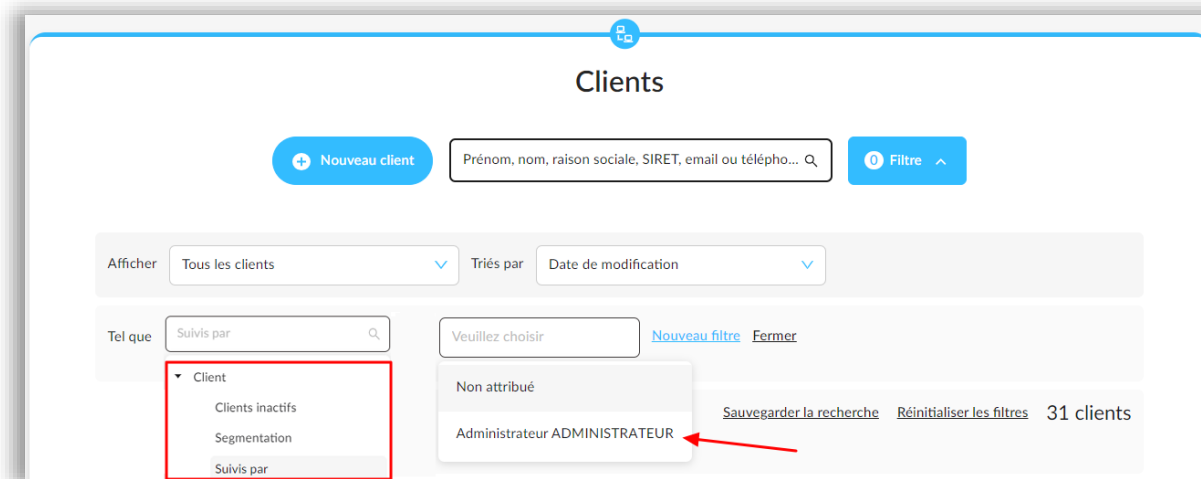 Clients
Nouveau client
Prénom, nom, raison sociale, SIRET, email ou télépho...
0 Filtre
Afficher
Tous les clients
Triés par
Date de modification
Tel que
Suivis par
Veuillez choisir
Nouveau filtre
Fermer
Client
Clients inactifs
Segmentation
Suivis par
Non attribué
Administrateur ADMINISTRATEUR
Sauvegarder la recherche
Réinitialiser les filtres
31 clients